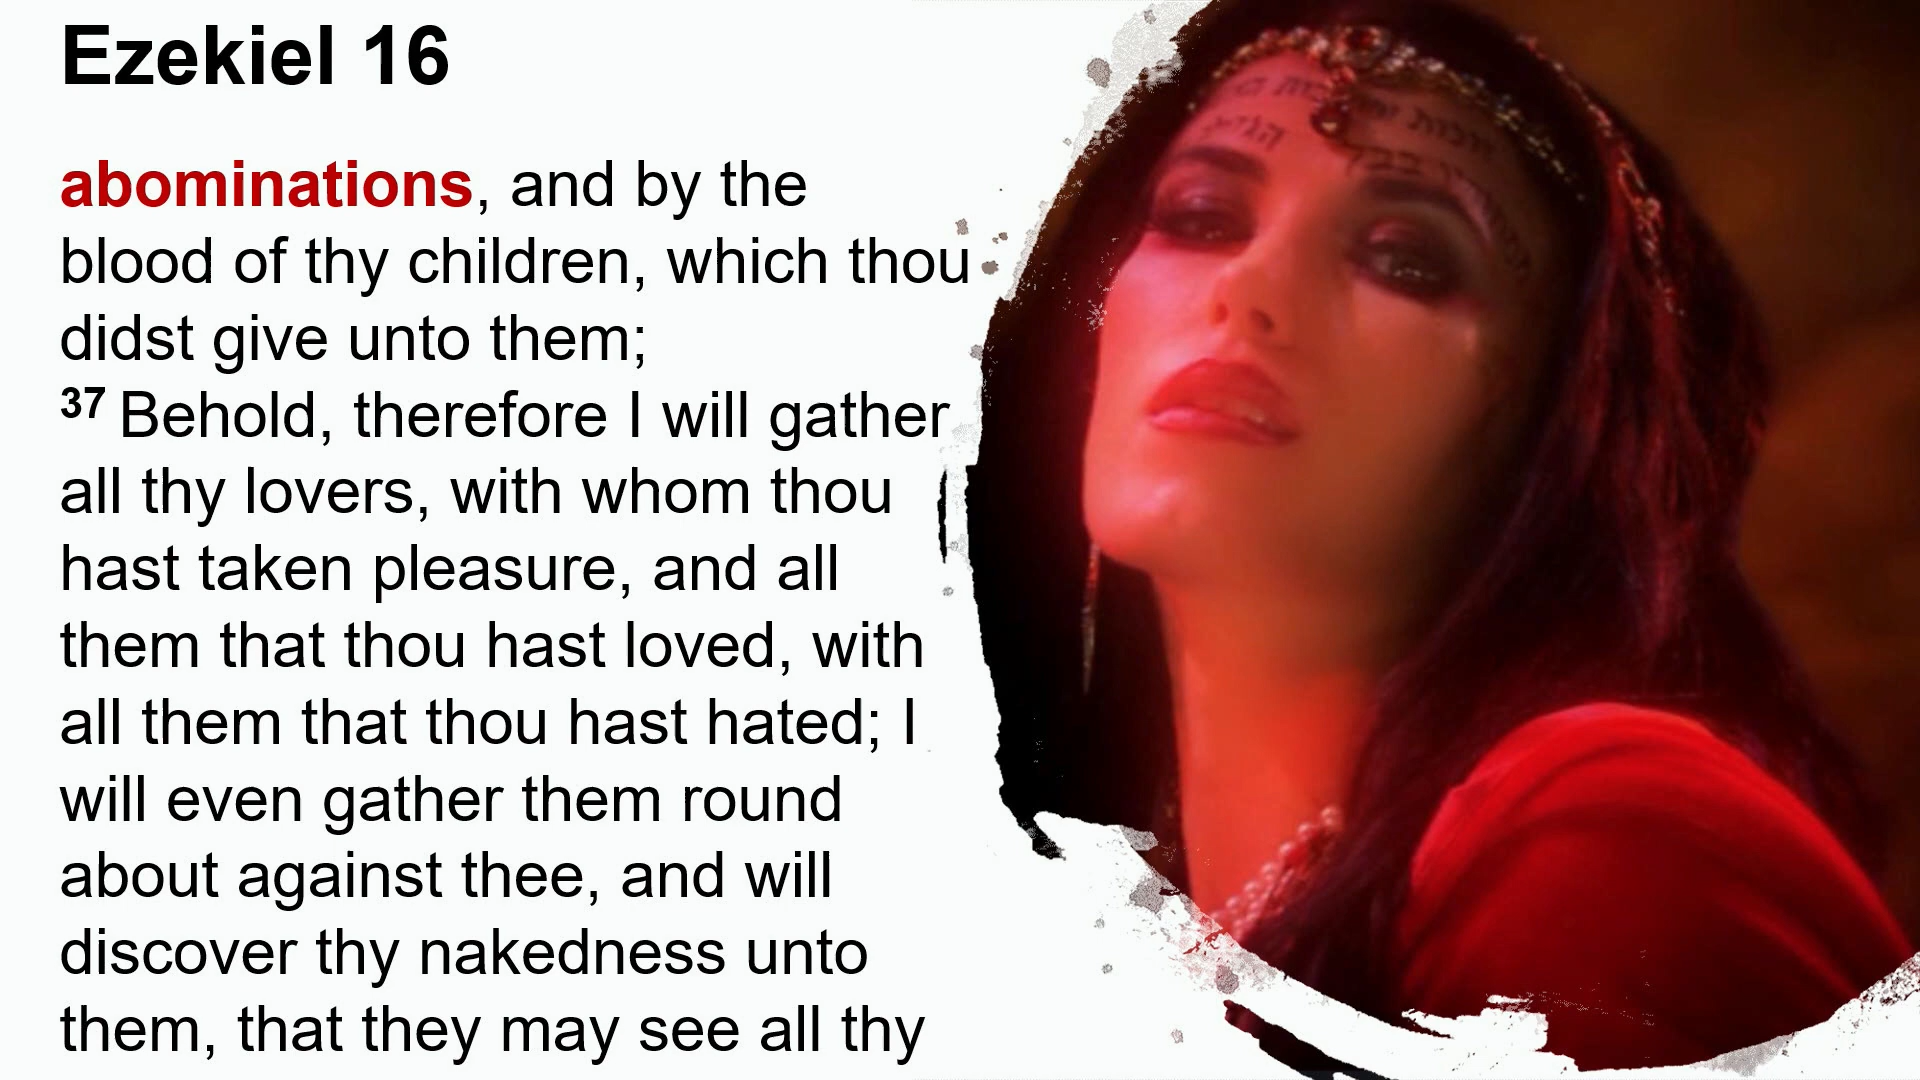 Ezekiel 16
abominations, and by the
blood of thy children, which thou
didst give unto them;
37 Behold, therefore I will gather
all thy lovers, with whom thou
hast taken pleasure, and all
them that thou hast loved, with
all them that thou hast hated; I
will even gather them round
about against thee, and will
discover thy nakedness unto
them, that they may see all thy